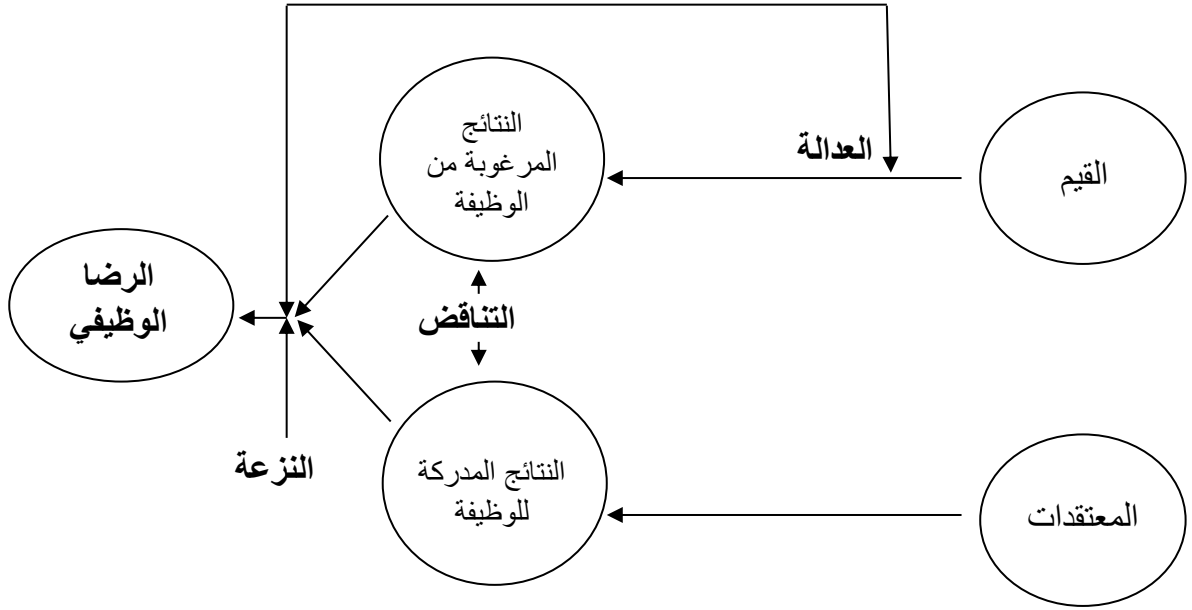 القيم
العدالة
النتائج
المرغوبة من
الوظيفة
التناقض
الرضا
الوظيفي
النزعة
النتائج المدركة
للوظيفة
المعتقدات